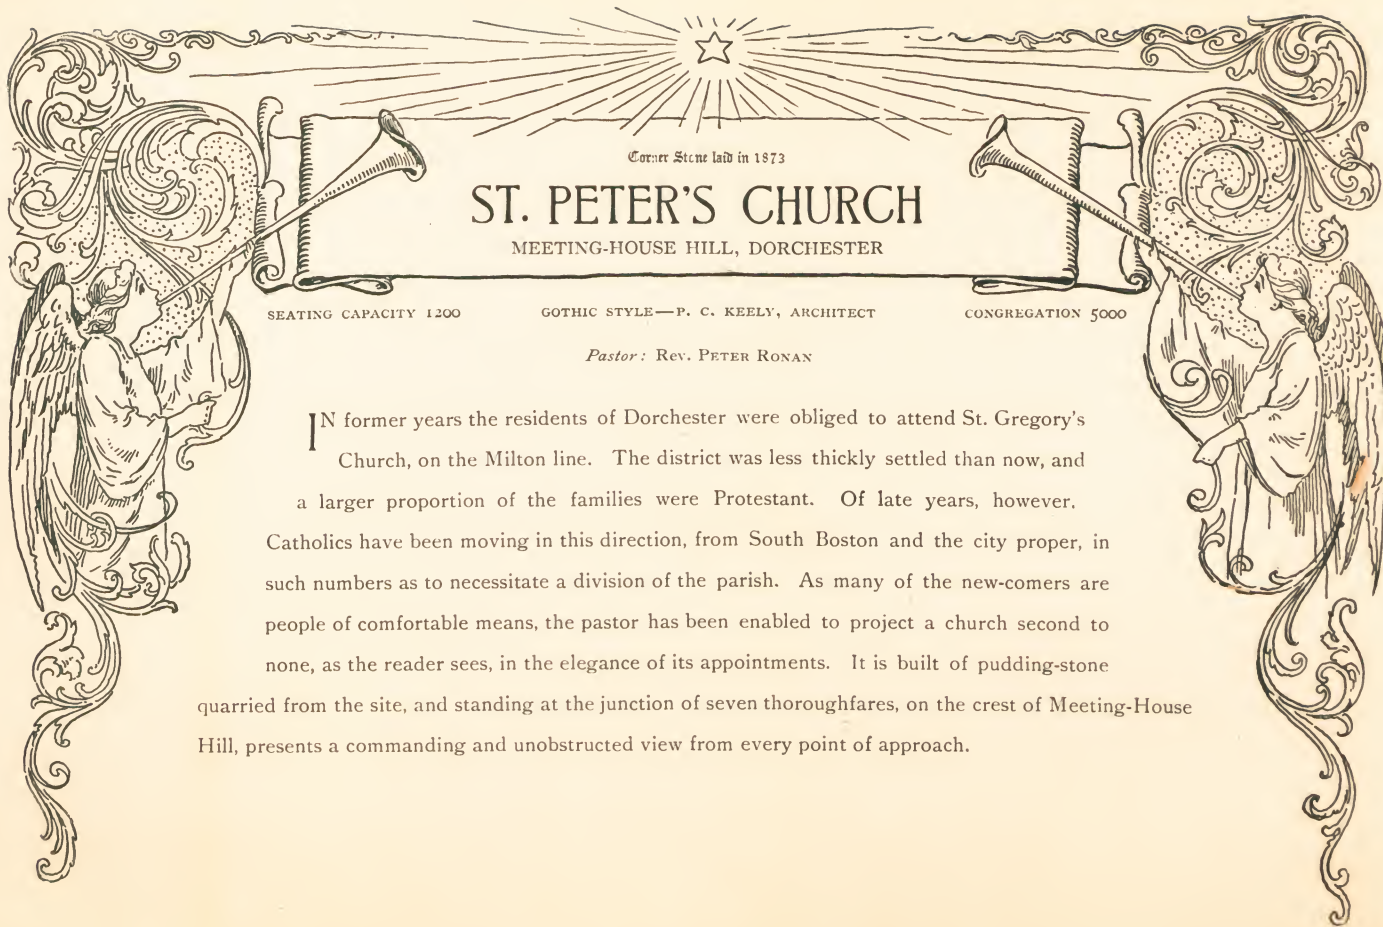 Corner Stone laid in 1873
ST. PETER'S CHURCH
MEETING-HOUSE HILL, DORCHESTER
SEATING CAPACITY 1200 GOTHIC STYLE—P. C. KEELY, ARCHITECT CONGREGATION 5000
Pastor: REV. PETER RONAN
IN former years the residents of Dorchester were obliged to attend St. Gregory's
Church, on the Milton line. The district was less thickly settled than now, and
a larger proportion of the families were Protestant. Of late years, however,
Catholics have been moving in this direction, from South Boston and the city proper, in
such numbers as to necessitate a division of the parish. As many of the new-comers are
people of comfortable means, the pastor has been enabled to project a church second to
none, as the reader sees, in the elegance of its appointments. It is built of pudding-stone
quarried from the site, and standing at the junction of seven thoroughfares, on the crest of Meeting-House
Hill, presents a commanding and unobstructed view from every point of approach.